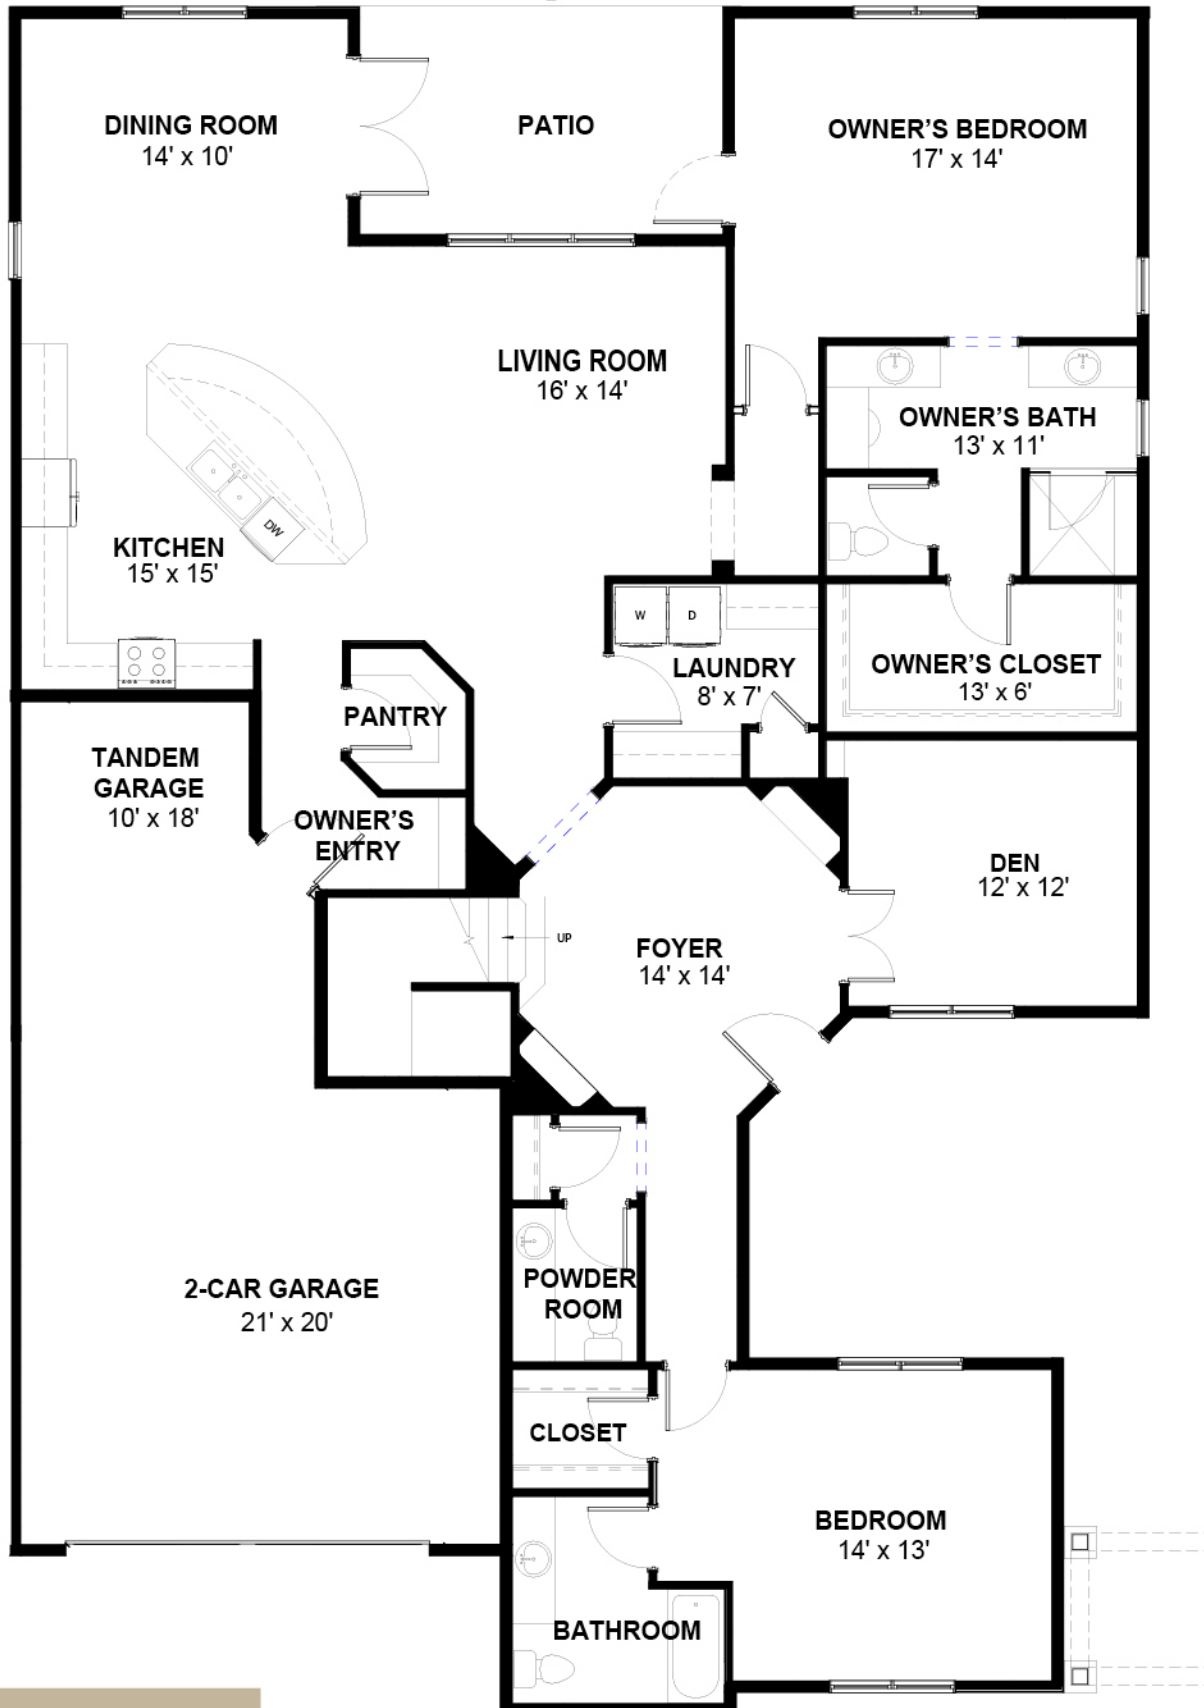 DINING ROOM
14' x 10'
PATIO
OWNER'S BEDROOM
17' x 14'
LIVING ROOM
16' x 14'
OWNER'S BATH
13' x 11'
DW
KITCHEN
15' x 15'
W
D
LAUNDRY
8' x 7'
OWNER'S CLOSET
13' x 6'
PANTRY
TANDEM
GARAGE
10' x 18'
OWNER'S
ENTRY
DEN
12' x 12'
UP
FOYER
14' x 14'
2-CAR GARAGE
21' x 20'
POWDER
ROOM
CLOSET
BEDROOM
14' x 13'
BATHROOM